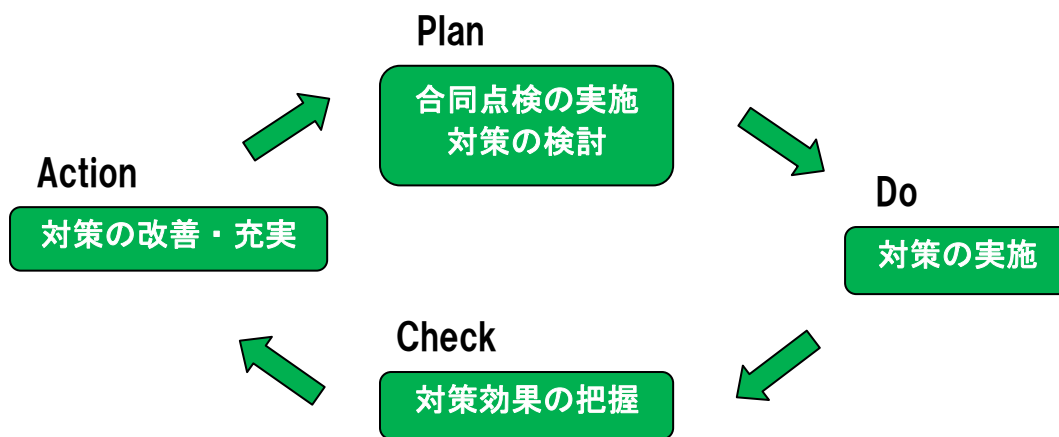 Plan
合同点検の実施
対策の検討
Action
対策の改善・充実
Do
対策の実施
Check
対策効果の把握